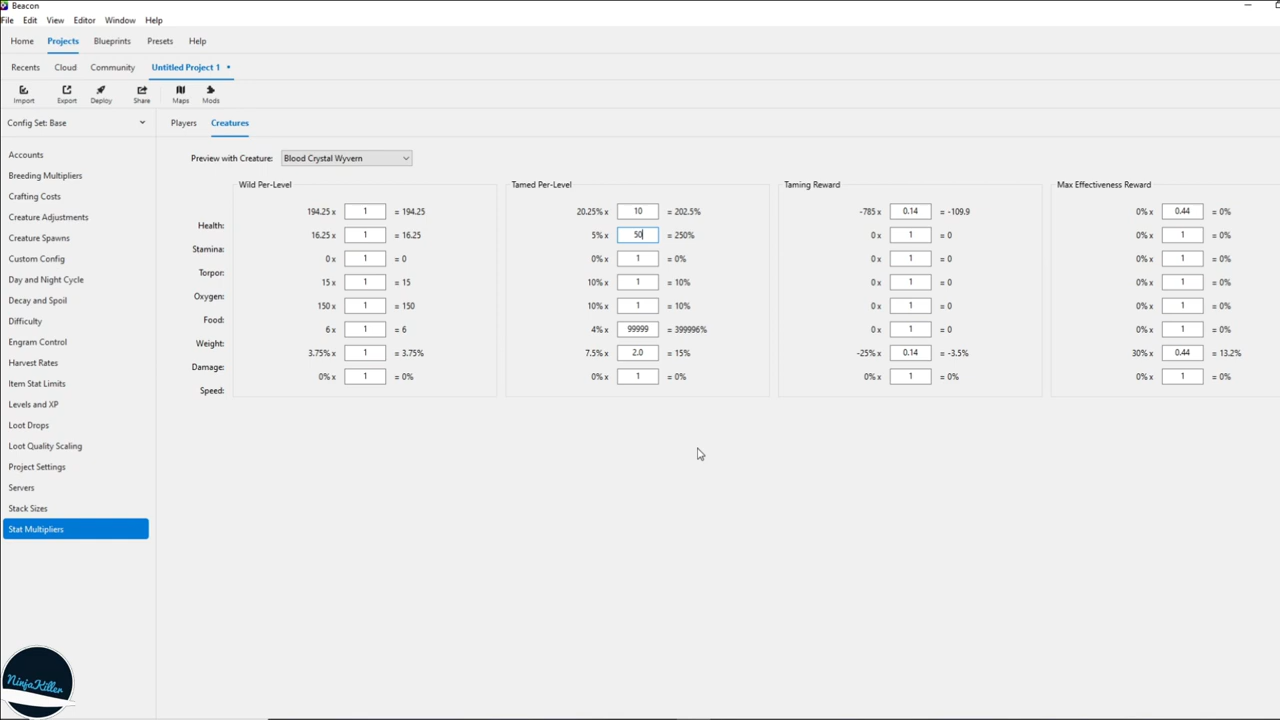 Beacon
File Edit View Editor Window Help
Home Projects Blueprints Presets Help
Recents Cloud Community Untitled Project 1
Import Export Deploy Share Maps Mods
Config Set: Base
Players Creatures
Accounts
Breeding Multipliers
Crafting Costs
Creature Adjustments
Creature Spawns
Custom Config
Day and Night Cycle
Decay and Spoil
Difficulty
Engram Control
Harvest Rates
Item Stat Limits
Levels and XP
Loot Drops
Loot Quality Scaling
Project Settings
Servers
Stack Sizes
Stat Multipliers
Preview with Creature: Blood Crystal Wyvern
Wild Per-Level Tamed Per-Level Taming Reward Max Effectiveness Reward
194.25 x 1 = 194.25 20.25% x 10 = 202.5% -785 x 0.14 = -109.9 0% x 0.44 = 0%
Health:
16.25 x 1 = 16.25 5% x 50 = 250% 0 x 1 = 0 0% x 1 = 0%
Stamina:
0 x 1 = 0 0% x 1 = 0% 0 x 1 = 0 0% x 1 = 0%
Torpor:
15 x 1 = 15 10% x 1 = 10% 0 x 1 = 0 0% x 1 = 0%
Oxygen:
150 x 1 = 150 10% x 1 = 10% 0 x 1 = 0 0% x 1 = 0%
Food:
6 x 1 = 6 4% x 99999 = 399996% 0 x 1 = 0 0% x 1 = 0%
Weight:
3.75% x 1 = 3.75% 7.5% x 2.0 = 15% -25% x 0.14 = -3.5% 30% x 0.44 = 13.2%
Damage:
0% x 1 = 0% 0% x 1 = 0% 0% x 1 = 0% 0% x 1 = 0%
Speed:
NinjaKiller